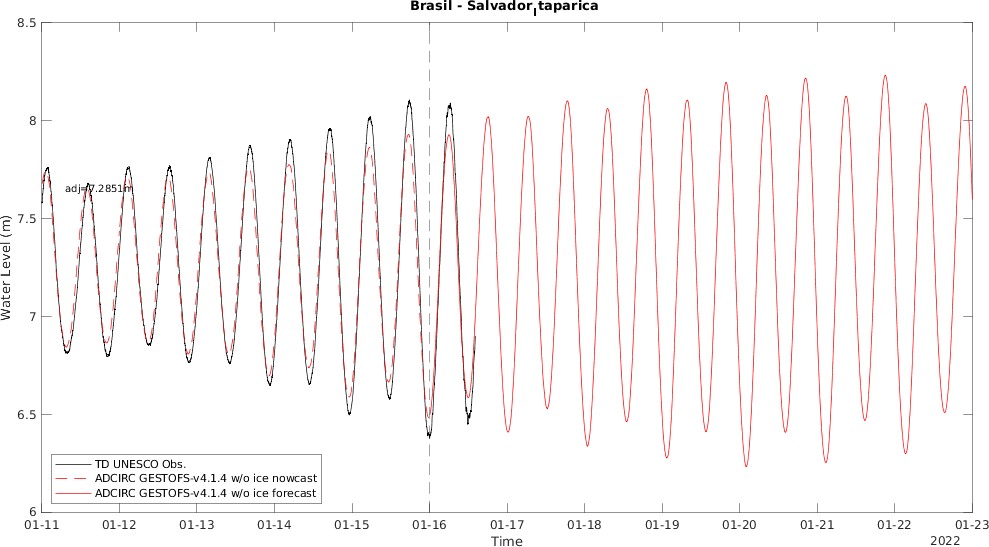 Brasil - Salvador_Itaparica
8.5
8
7.5
7
6.5
6
Water Level (m)
adj=7.2851m
TD UNESCO Obs.
ADCIRC GESTOFS-v4.1.4 w/o ice nowcast
ADCIRC GESTOFS-v4.1.4 w/o ice forecast
01-11 01-12 01-13 01-14 01-15 01-16 01-17 01-18 01-19 01-20 01-21 01-22 01-23
Time
2022